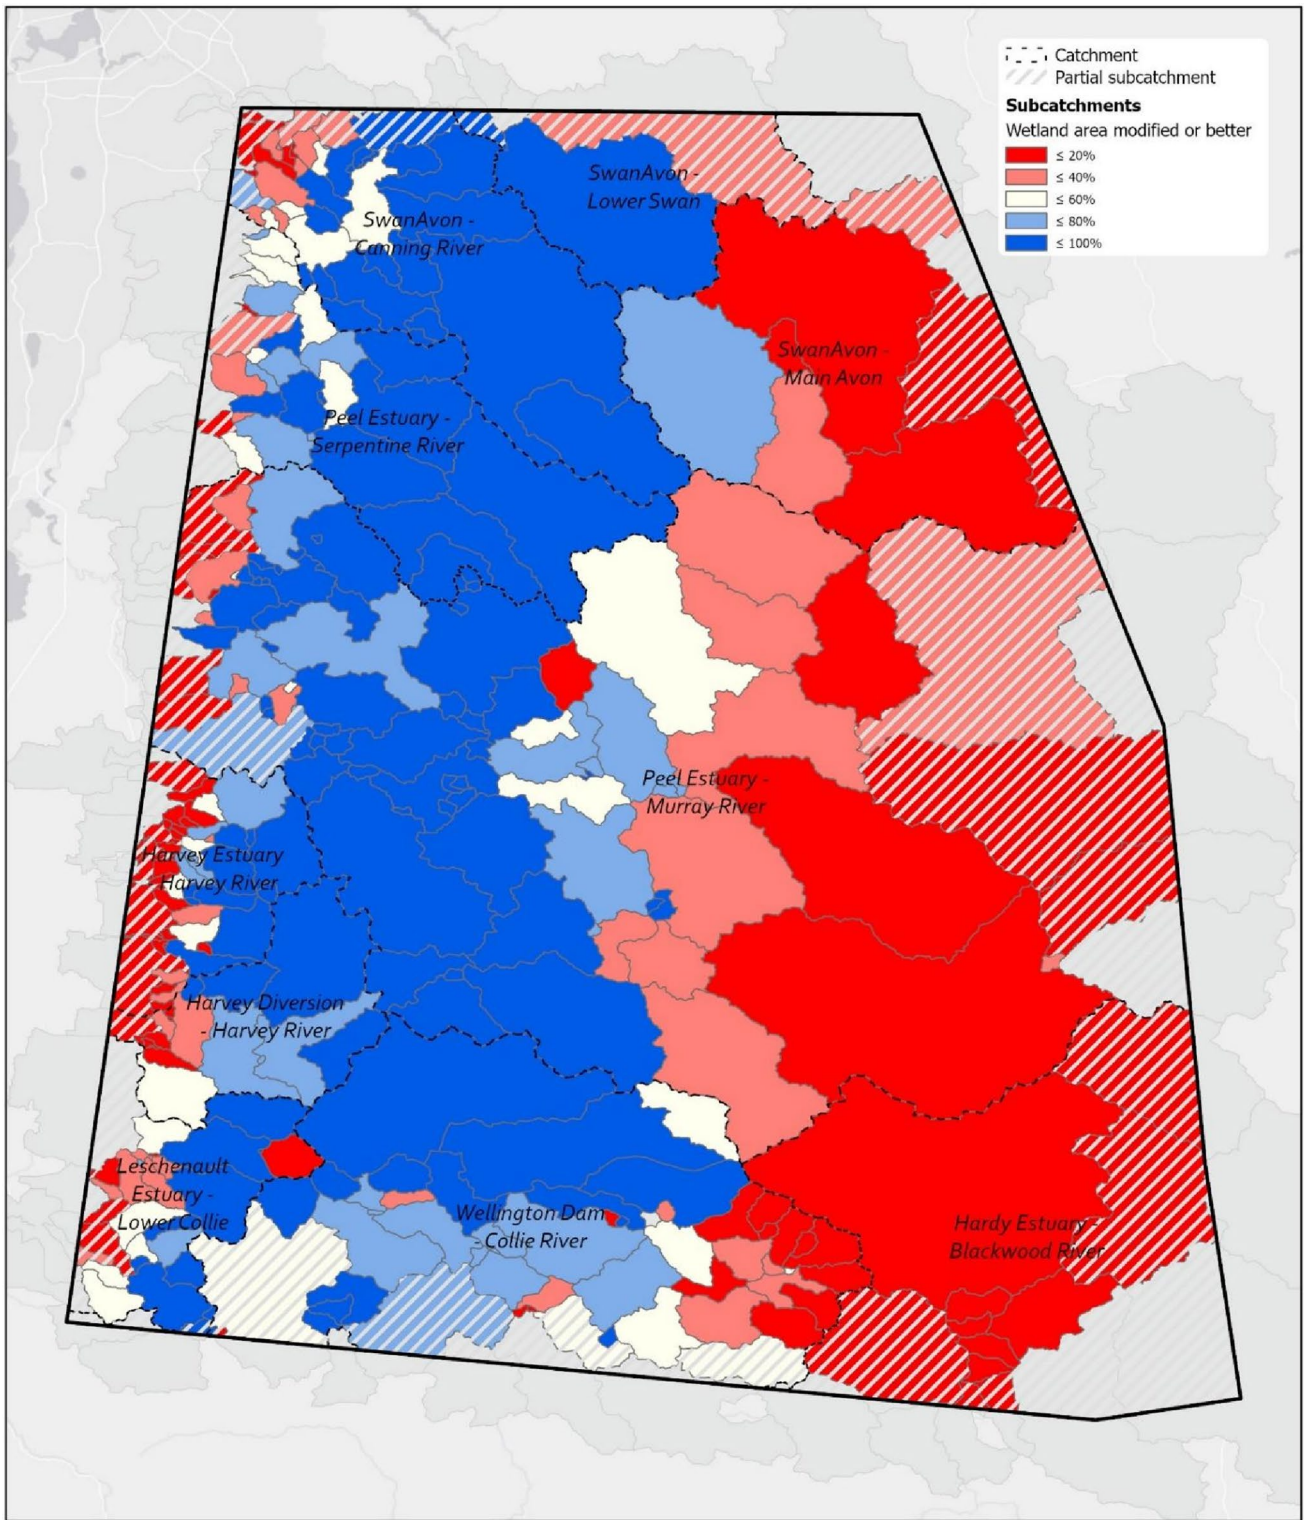 Catchment
Partial subcatchment
Subcatchments
Wetland area modified or better
≤ 20%
≤ 40%
≤ 60%
≤ 80%
≤ 100%
SwanAvon -
Lower Swan
SwanAvon -
Canning River
SwanAvon -
Main Avon
Peel Estuary -
Serpentine River
Peel Estuary -
Murray River
Harvey Estuary
Harvey River
Harvey Diversion
- Harvey River
Leschenault
Estuary -
Lower Collie
Wellington Dam
- Collie River
Hardy Estuary -
Blackwood River